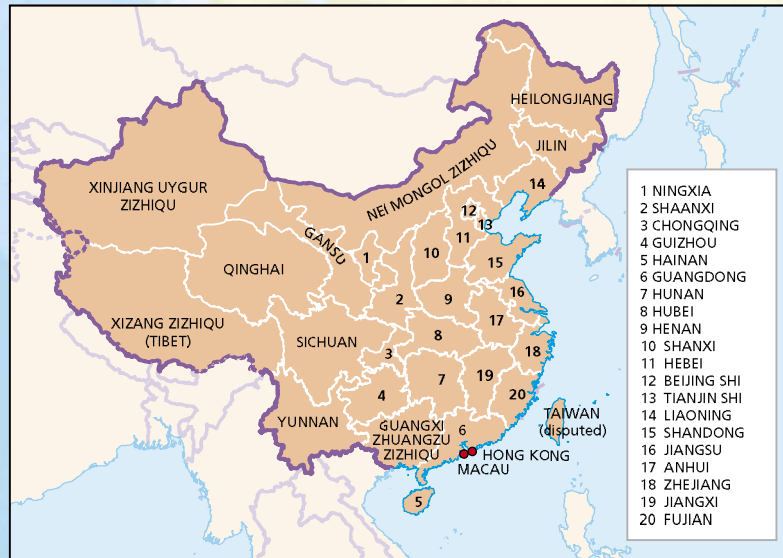 HEILONGJIANG
JILIN
NEI MONGOL ZIZHIQU
XINJIANG UYGUR
ZIZHIQU
14
12
13
GANSU
11
1
10
QINGHAI
15
2
9
16
XIZANG ZIZHIQU
(TIBET)
SICHUAN
17
8
3
18
4
7
19
20
YUNNAN
GUANGXI
ZHUANGZU
ZIZHIQU
6
TAIWAN
(disputed)
HONG KONG
MACAU
5
1 NINGXIA
2 SHAANXI
3 CHONGQING
4 GUIZHOU
5 HAINAN
6 GUANGDONG
7 HUNAN
8 HUBEI
9 HENAN
10 SHANXI
11 HEBEI
12 BEIJING SHI
13 TIANJIN SHI
14 LIAONING
15 SHANDONG
16 JIANGSU
17 ANHUI
18 ZHEJIANG
19 JIANGXI
20 FUJIAN